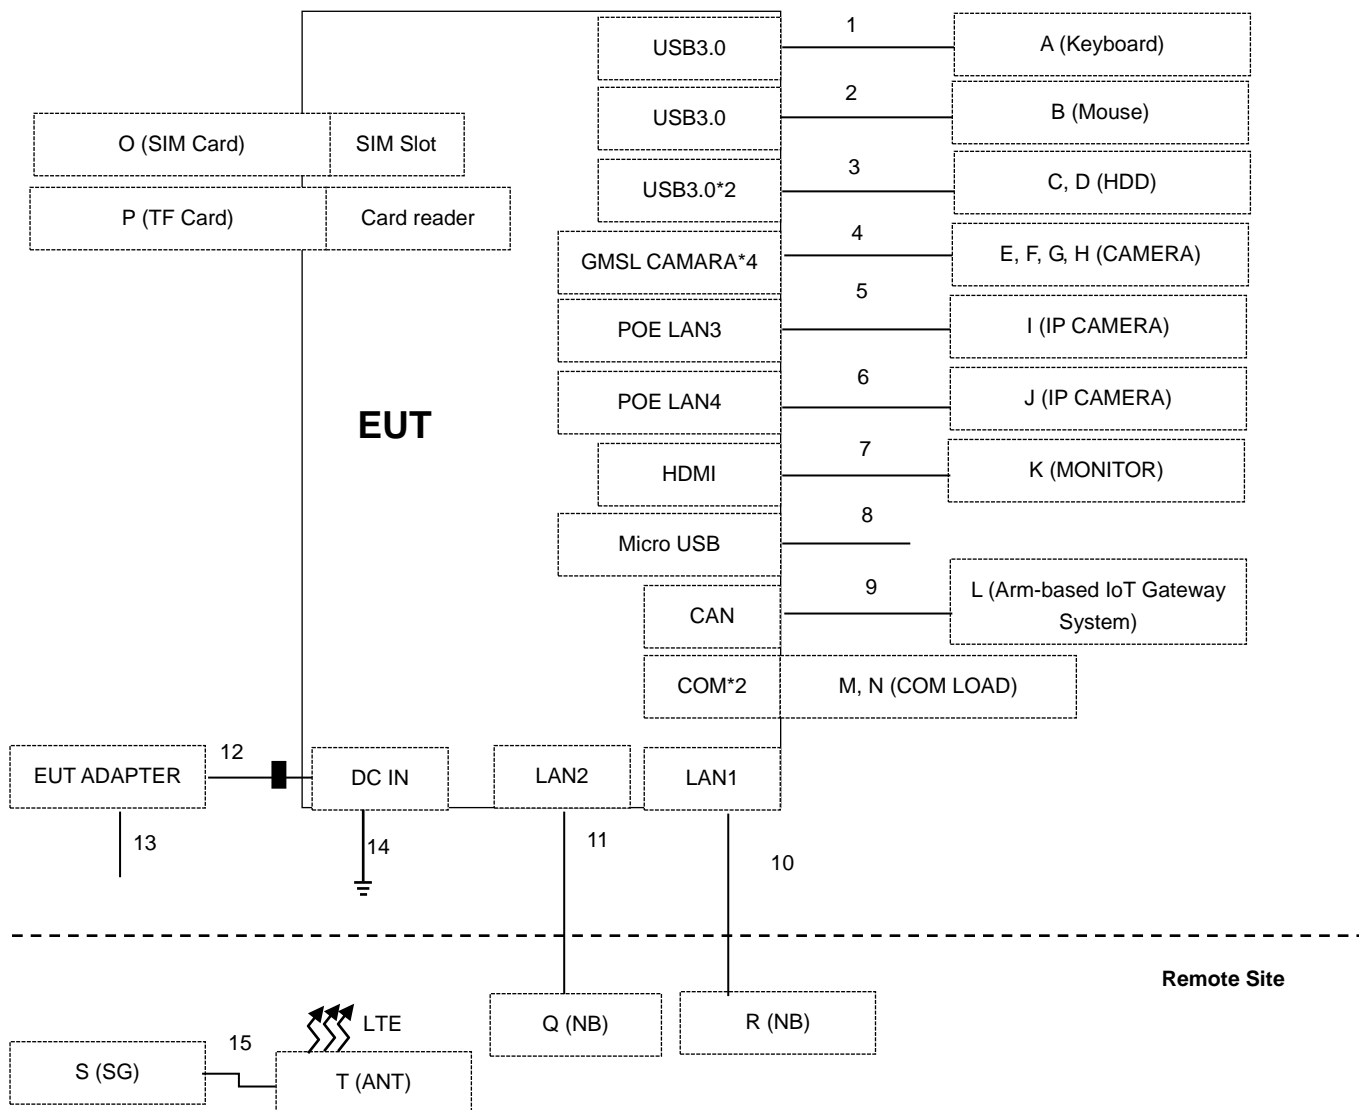 1
USB3.0
A (Keyboard)
2
USB3.0
B (Mouse)
O (SIM Card)
SIM Slot
3
USB3.0*2
C, D (HDD)
P (TF Card)
Card reader
4
GMSL CAMARA*4
E, F, G, H (CAMERA)
5
POE LAN3
I (IP CAMERA)
6
POE LAN4
J (IP CAMERA)
EUT
7
HDMI
K (MONITOR)
8
Micro USB
9
CAN
L (Arm-based IoT Gateway
System)
COM*2
M, N (COM LOAD)
12
EUT ADAPTER
DC IN
LAN2
LAN1
13
14
11
10
Remote Site
LTE
Q (NB)
R (NB)
15
S (SG)
T (ANT)